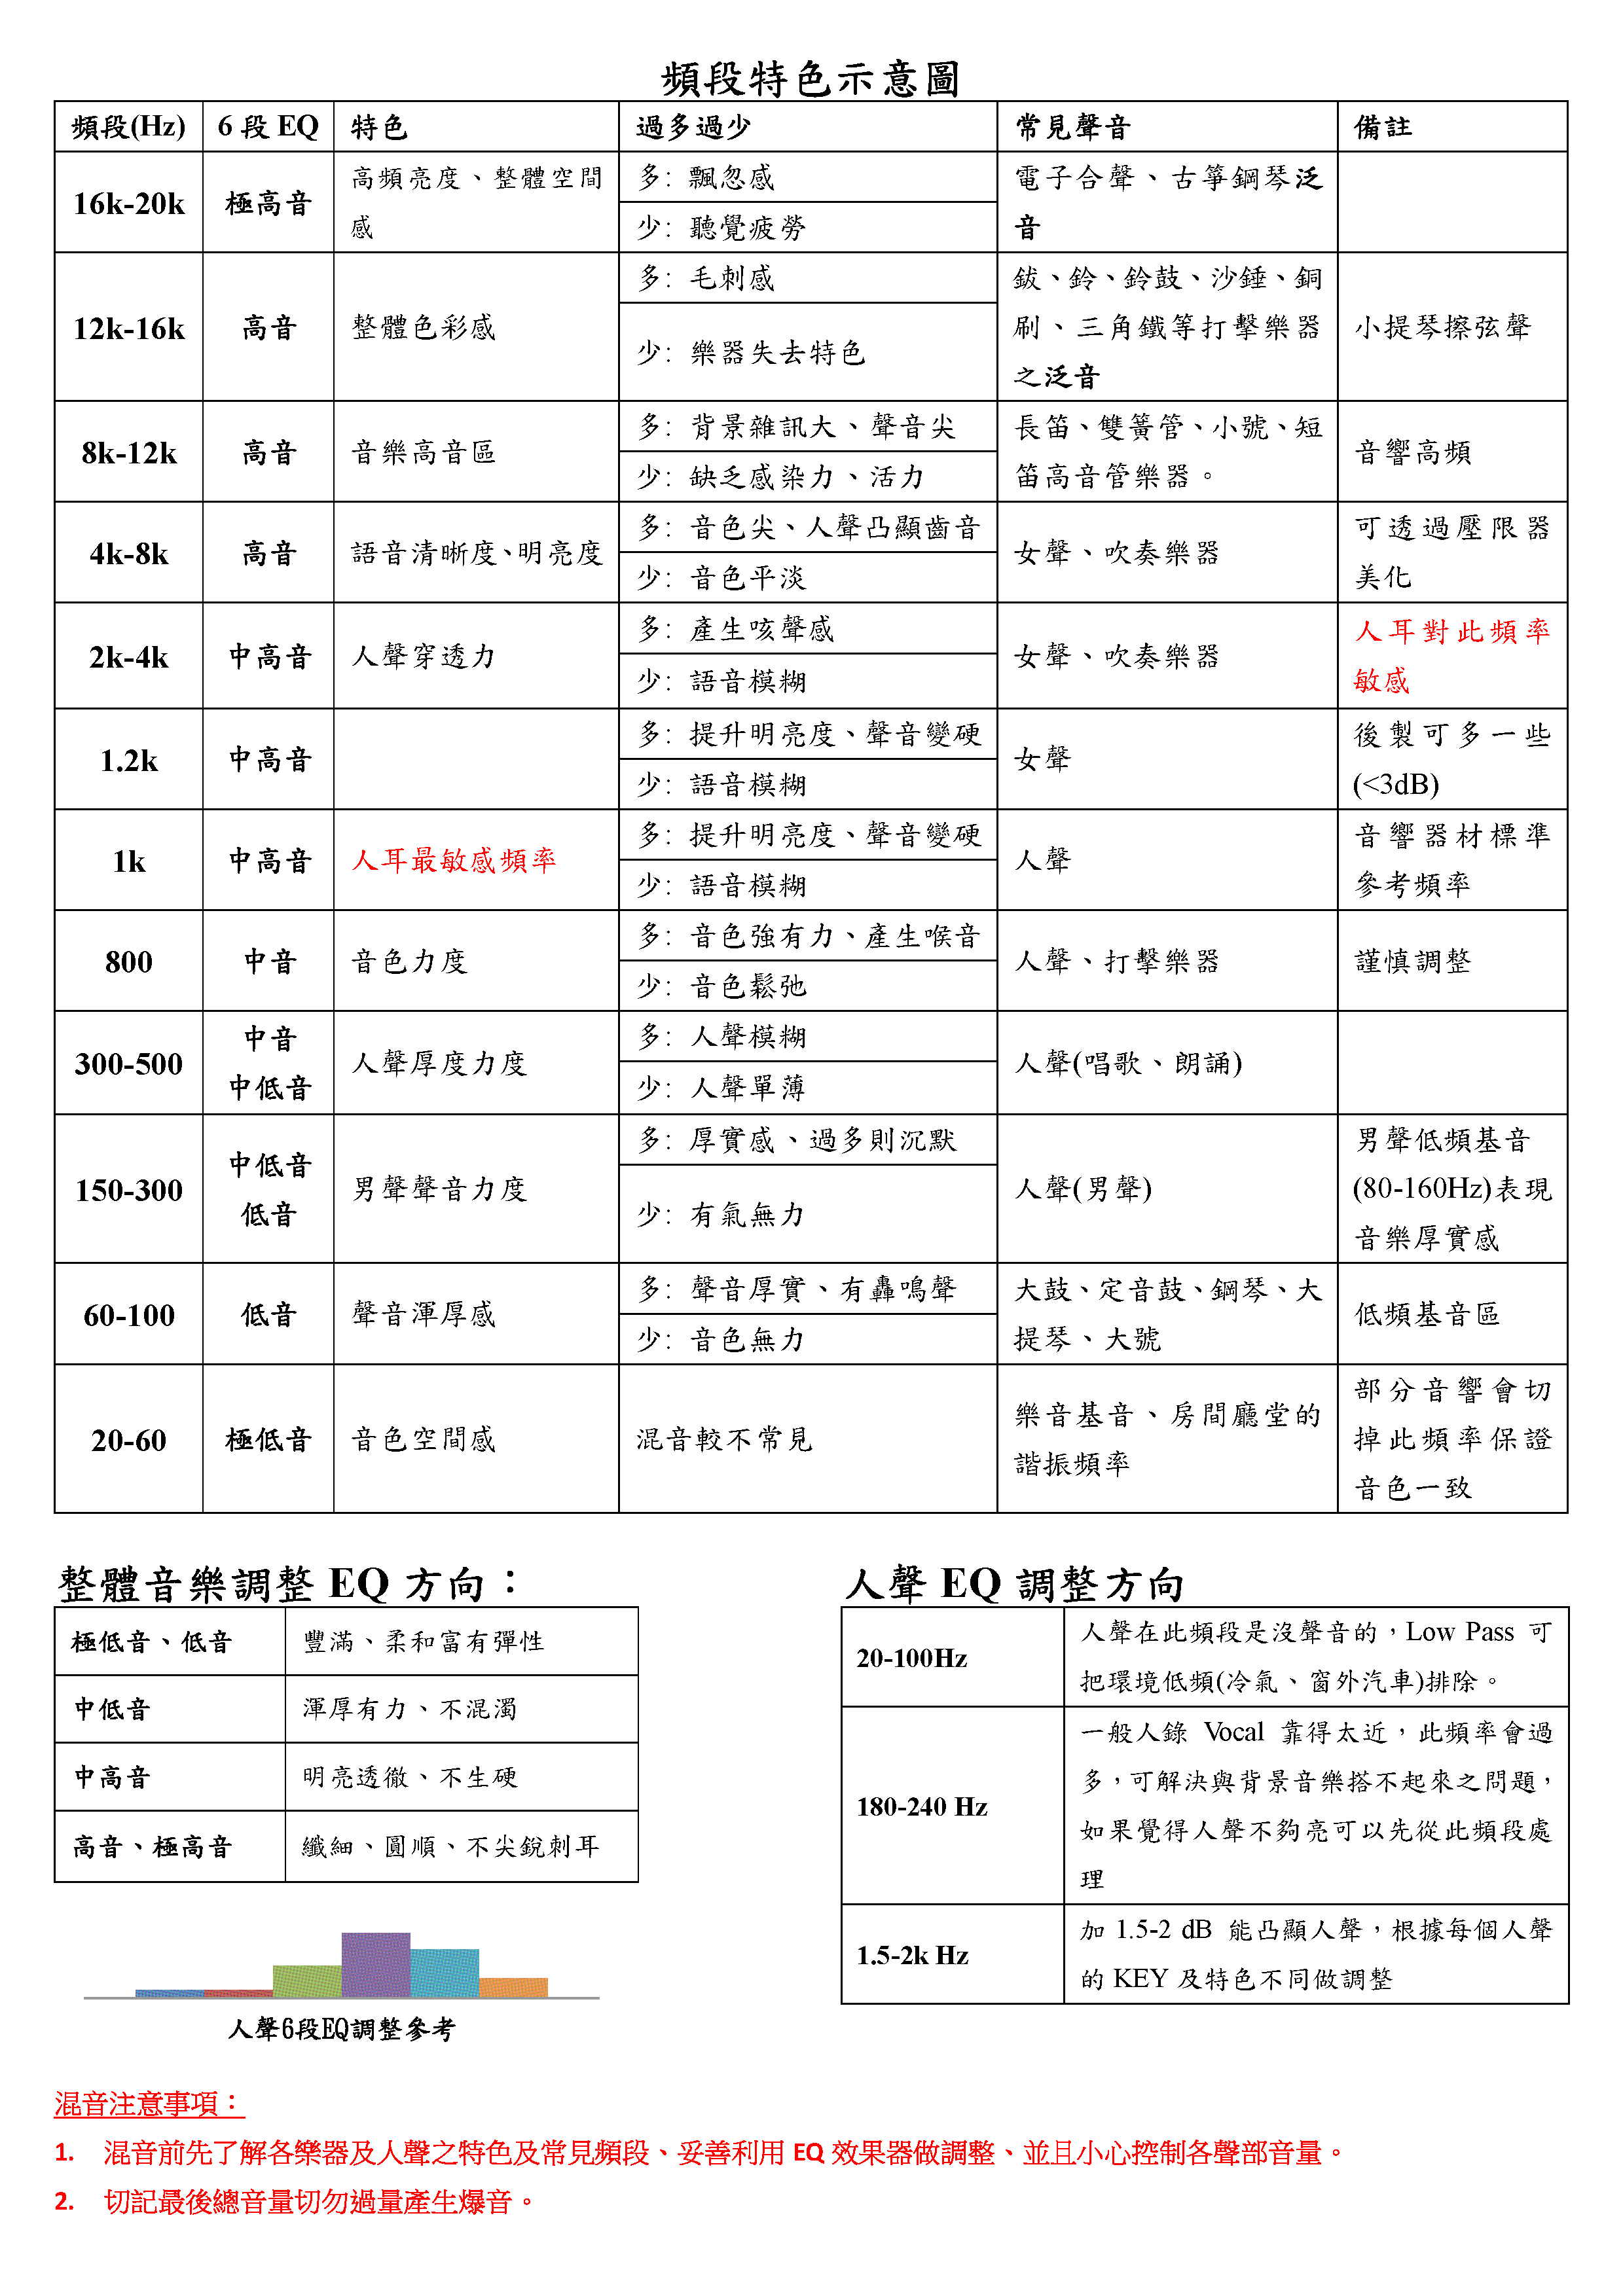 頻段特色示意圖
頻段(Hz) 6段EQ 特色 過多過少 常見聲音 備註
16k-20k 極高音 高頻亮度、整體空間
感
多：飄忽感
少：聽覺疲勞
電子合聲、古箏鋼琴泛
音
12k-16k 高音 整體色彩感
多：毛刺感
少：樂器失去特色
鈸、鈴、鈴鼓、沙錘、銅
刷、三角鐵等打擊樂器
之泛音
小提琴擦弦聲
8k-12k 高音 音樂高音區
多：背景雜訊大、聲音尖
少：缺乏感染力、活力
長笛、雙簧管、小號、短
笛高音管樂器。
音響高頻
4k-8k 高音 語音清晰度、明亮度
多：音色尖、人聲凸顯齒音
少：音色平淡
女聲、吹奏樂器
可透過壓限器
美化
2k-4k 中高音 人聲穿透力
多：產生咳聲感
少：語音模糊
女聲、吹奏樂器
人耳對此頻率
敏感
1.2k 中高音
多：提升明亮度、聲音變硬
少：語音模糊
女聲
後製可多一些
(<3dB)
1k 中高音 人耳最敏感頻率
多：提升明亮度、聲音變硬
少：語音模糊
人聲
音響器材標準
參考頻率
800 中音 音色力度
多：音色強有力、產生喉音
少：音色鬆弛
人聲、打擊樂器
謹慎調整
300-500
中音
中低音
人聲厚度力度
多：人聲模糊
少：人聲單薄
人聲(唱歌、朗誦)
150-300
中低音
低音
男聲聲音力度
多：厚實感、過多則沉默
少：有氣無力
人聲(男聲)
男聲低頻基音
(80-160Hz)表現
音樂厚實感
60-100 低音 聲音渾厚感
多：聲音厚實、有轟鳴聲
少：音色無力
大鼓、定音鼓、鋼琴、大
提琴、大號
低頻基音區
20-60 極低音 音色空間感
混音較不常見
樂音基音、房間廳堂的
諧振頻率
部分音響會切
掉此頻率保證
音色一致
整體音樂調整EQ方向：
極低音、低音 豐滿、柔和富有彈性
中低音 渾厚有力、不混濁
中高音 明亮透徹、不生硬
高音、極高音 纖細、圓順、不尖銳刺耳
人聲6段EQ調整參考
人聲EQ調整方向
20-100Hz
人聲在此頻段是沒聲音的，Low Pass 可
把環境低頻(冷氣、窗外汽車)排除。
180-240 Hz
一般人錄 Vocal 靠得太近，此頻率會過
多，可解決與背景音樂搭不起來之問題，
如果覺得人聲不夠亮可以先從此頻段處
理
1.5-2k Hz
加 1.5-2 dB 能凸顯人聲，根據每個人聲
的 KEY 及特色不同做調整
混音注意事項：
1. 混音前先了解各樂器及人聲之特色及常見頻段、妥善利用 EQ 效果器做調整、並且小心控制各聲部音量。
2. 切記最後總音量切勿過量產生爆音。